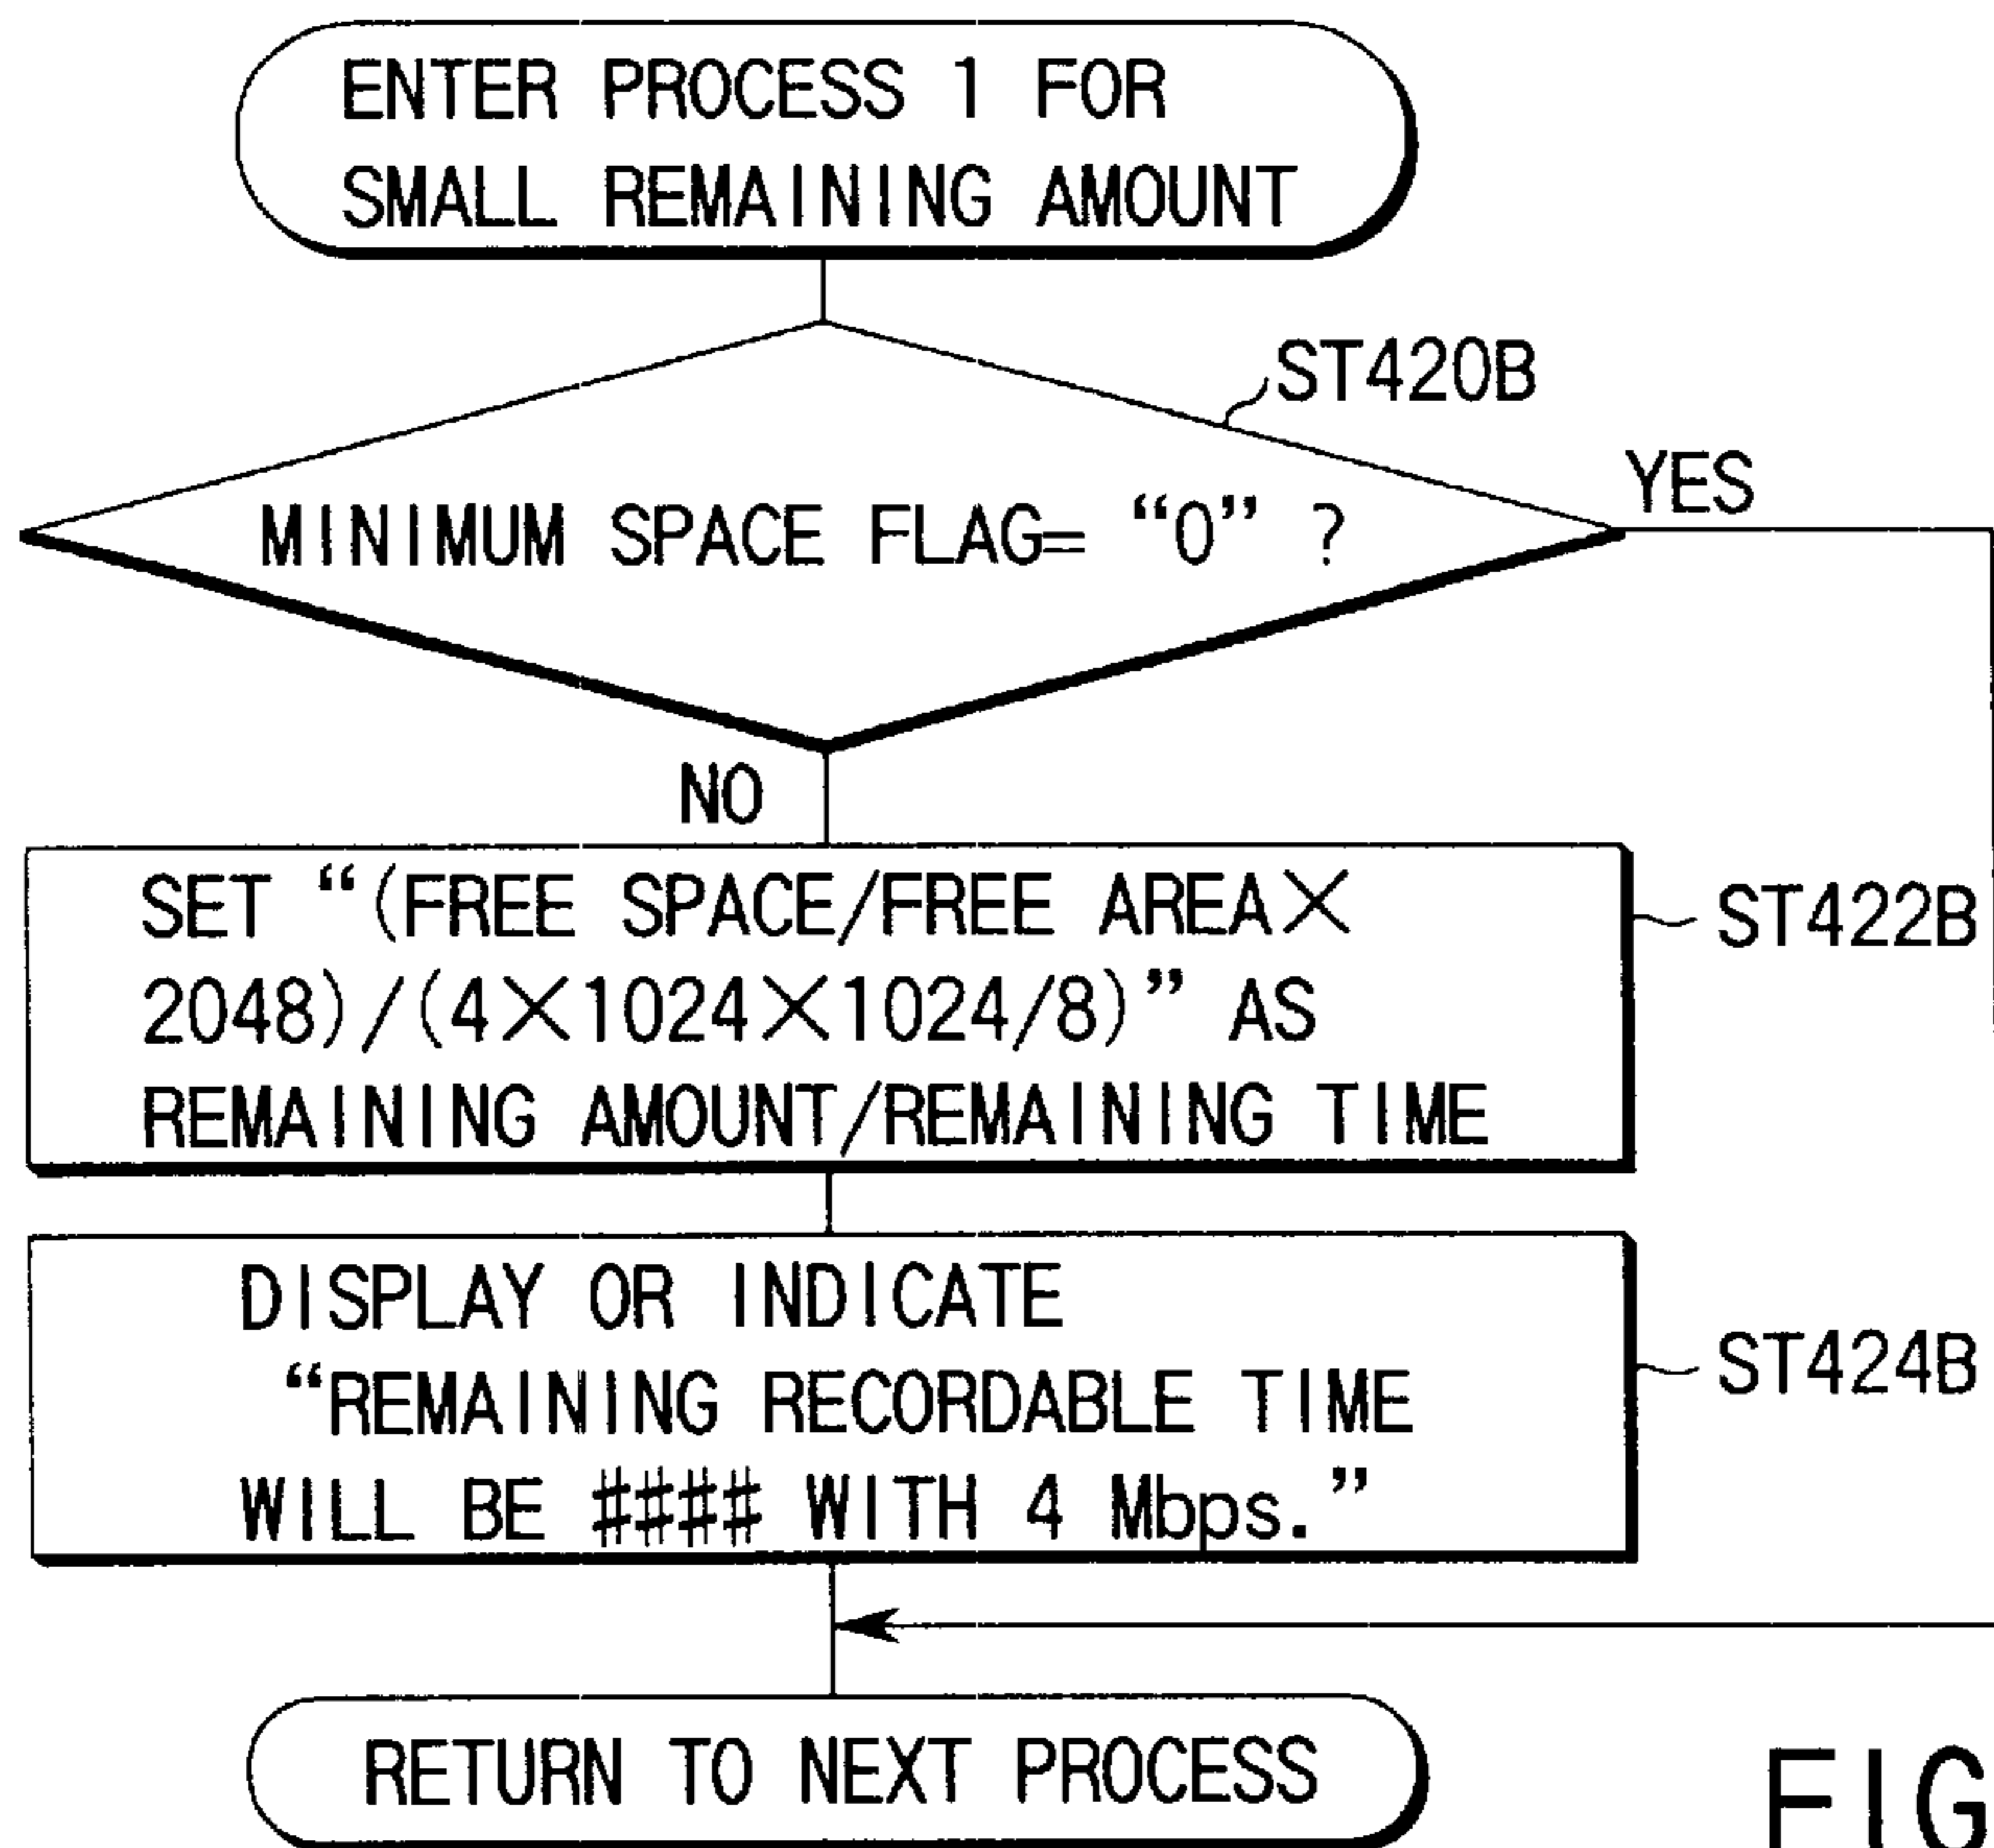 ENTER PROCESS 1 FOR
SMALL REMAINING AMOUNT
ST420B
YES
MINIMUM SPACE FLAG= “0” ?
NO
SET “(FREE SPACE/FREE AREA×
2048)/(4×1024×1024/8)” AS
REMAINING AMOUNT/REMAINING TIME
ST422B
DISPLAY OR INDICATE
“REMAINING RECORDABLE TIME
WILL BE #### WITH 4 Mbps.”
ST424B
RETURN TO NEXT PROCESS
FIG